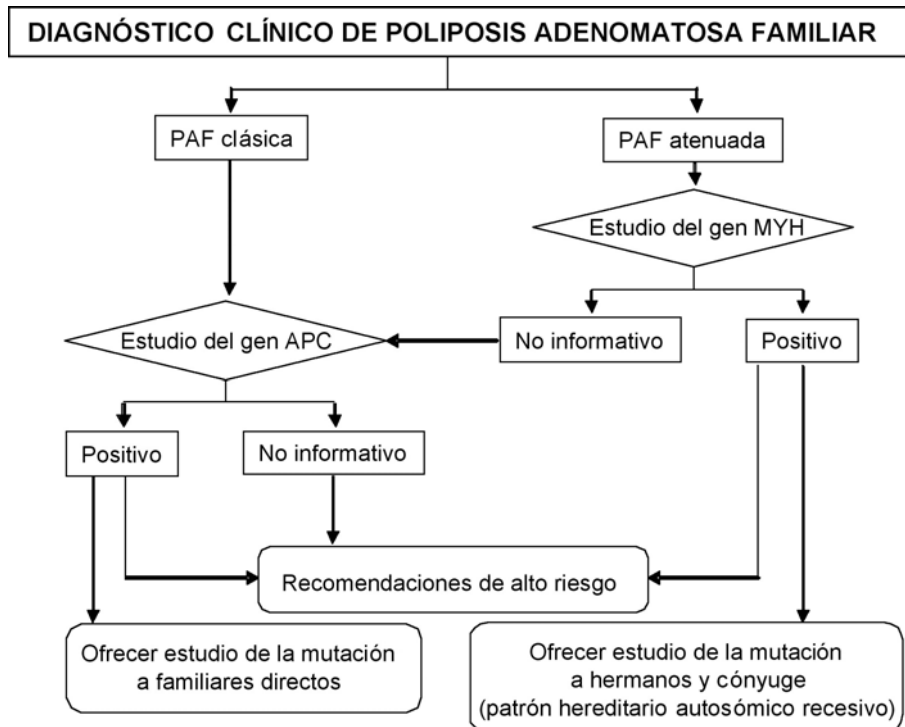 DIAGNÓSTICO CLÍNICO DE POLIPOSIS ADENOMATOSA FAMILIAR
PAF clásica
PAF atenuada
Estudio del gen MYH
Estudio del gen APC
No informativo
Positivo
Positivo
No informativo
Recomendaciones de alto riesgo
Ofrecer estudio de la mutación
a familiares directos
Ofrecer estudio de la mutación
a hermanos y cónyuge
(patrón hereditario autosómico recesivo)